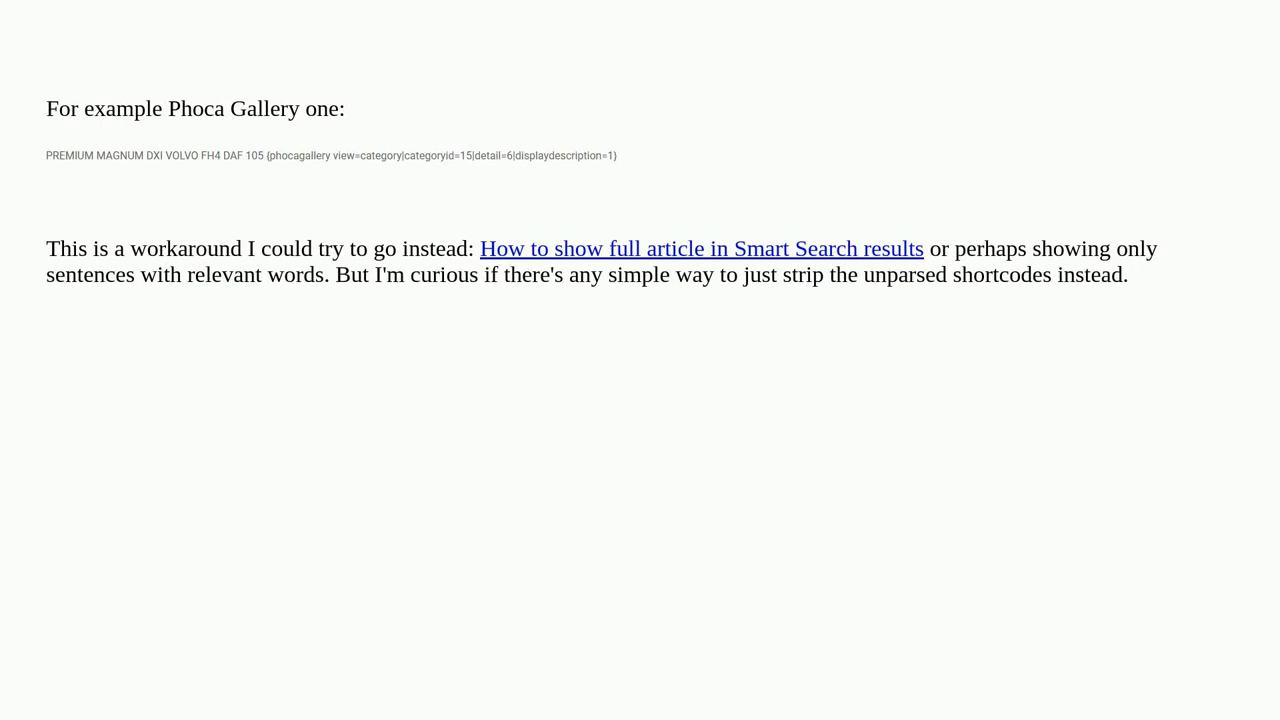 For example Phoca Gallery one:
PREMIUM MAGNUM DXI VOLVO FH4 DAF 105 {phocagallery view=category|categoryid=15|detail=6|displaydescription=1}
This is a workaround I could try to go instead: How to show full article in Smart Search results or perhaps showing only
sentences with relevant words. But I'm curious if there's any simple way to just strip the unparsed shortcodes instead.